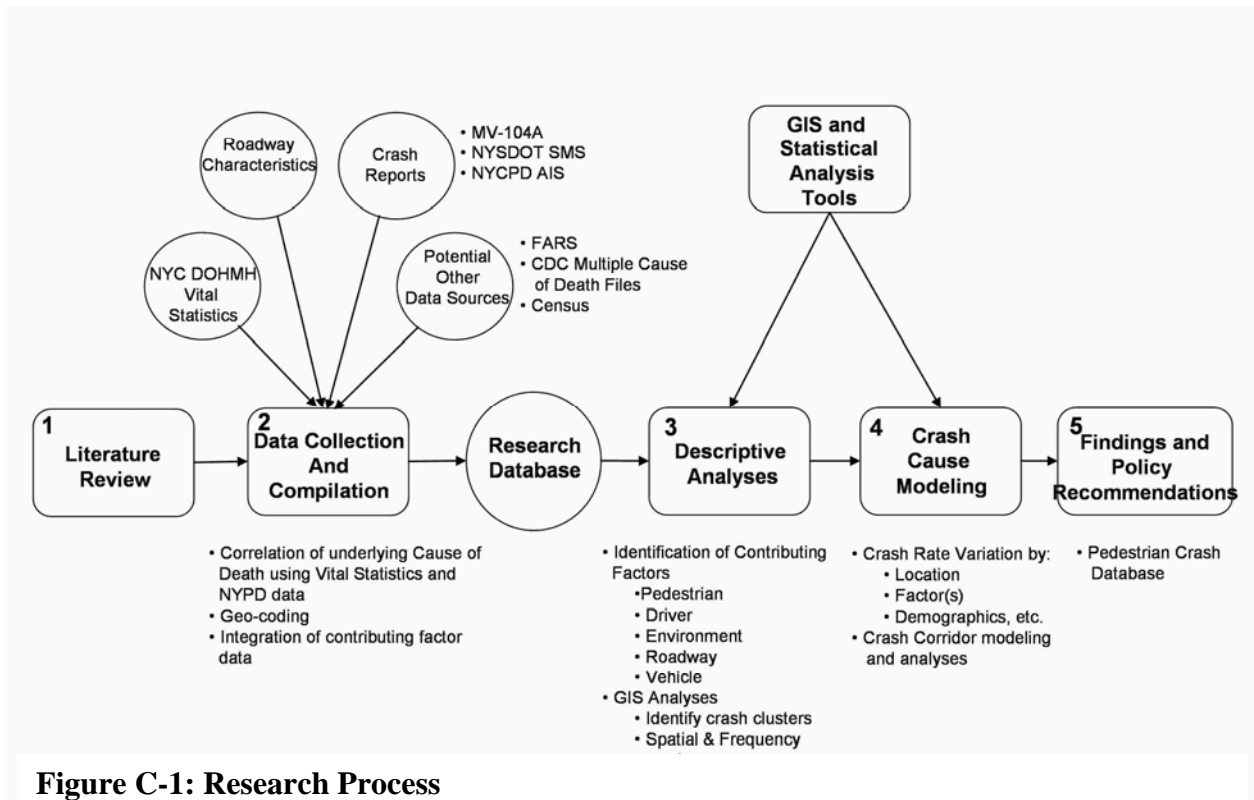 Roadway
Characteristics
Crash
Reports
• MV-104A
• NYSDOT SMS
• NYCPD AIS
GIS and
Statistical
Analysis
Tools
NYC DOHMH
Vital
Statistics
Potential
Other
Data Sources
• FARS
• CDC Multiple Cause
of Death Files
• Census
1
Literature
Review
2
Data Collection
And
Compilation
Research
Database
3
Descriptive
Analyses
4
Crash
Cause
Modeling
5
Findings and
Policy
Recommendations
• Correlation of underlying Cause of
Death using Vital Statistics and
NYPD data
• Geo-coding
• Integration of contributing factor
data
• Identification of Contributing
Factors
•Pedestrian
• Driver
• Environment
• Roadway
• Vehicle
• GIS Analyses
• Identify crash clusters
• Spatial & Frequency
• Crash Rate Variation by:
• Location
• Factor(s)
• Demographics, etc.
• Crash Corridor modeling
and analyses
• Pedestrian Crash
Database
Figure C-1: Research Process